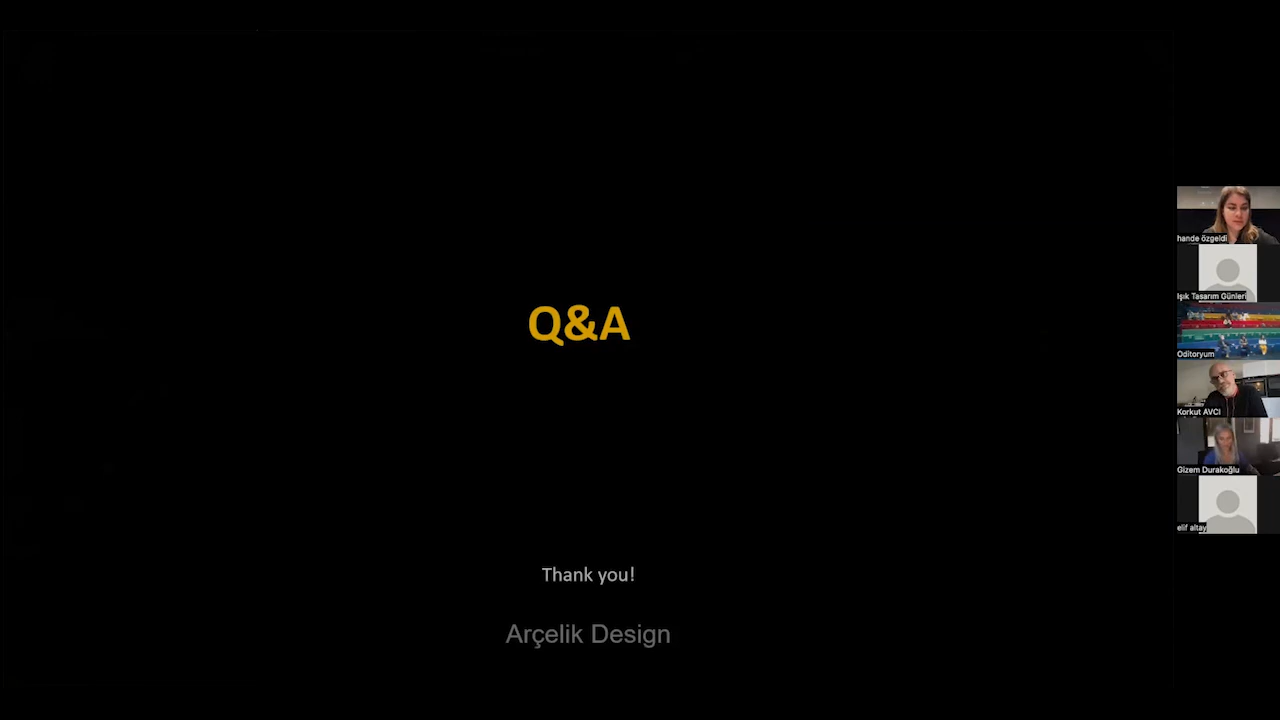 Q&A
Thank you!
Arçelik Design
hande özgeldi
Işık Tasarım Günleri
Oditoryum
Korkut AVCI
Gizem Durakoğlu
elif altay